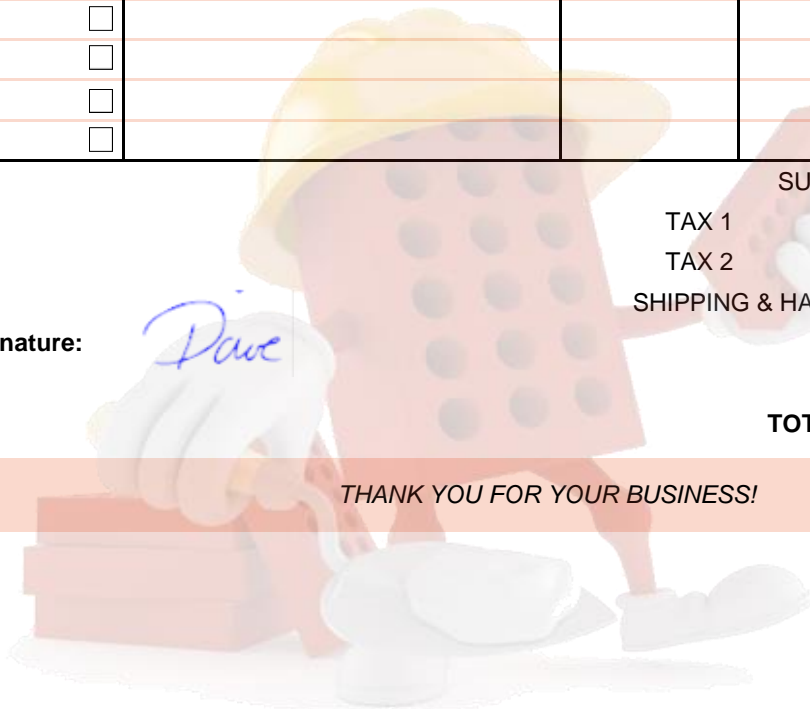 SU
TAX 1
TAX 2
SHIPPING & HA
nature: Dave
TOT
THANK YOU FOR YOUR BUSINESS!